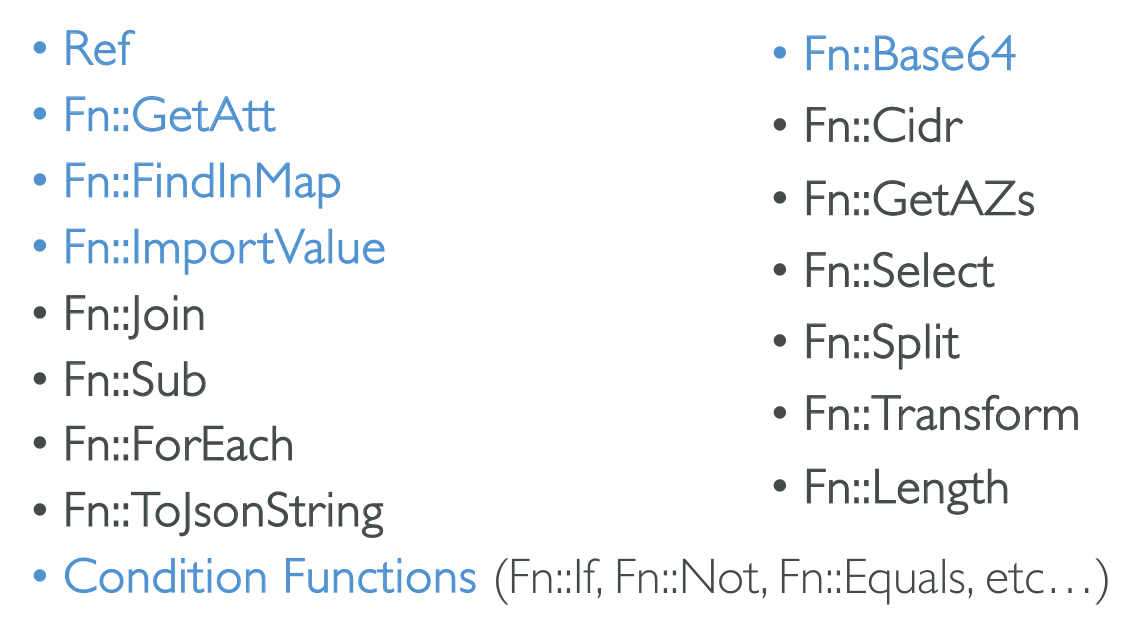 • Ref
• Fn::GetAtt
• Fn::FindInMap
• Fn::ImportValue
• Fn::Join
• Fn::Sub
• Fn::ForEach
• Fn::ToJsonString
• Condition Functions (Fn::If, Fn::Not, Fn::Equals, etc…)
• Fn::Base64
• Fn::Cidr
• Fn::GetAZs
• Fn::Select
• Fn::Split
• Fn::Transform
• Fn::Length